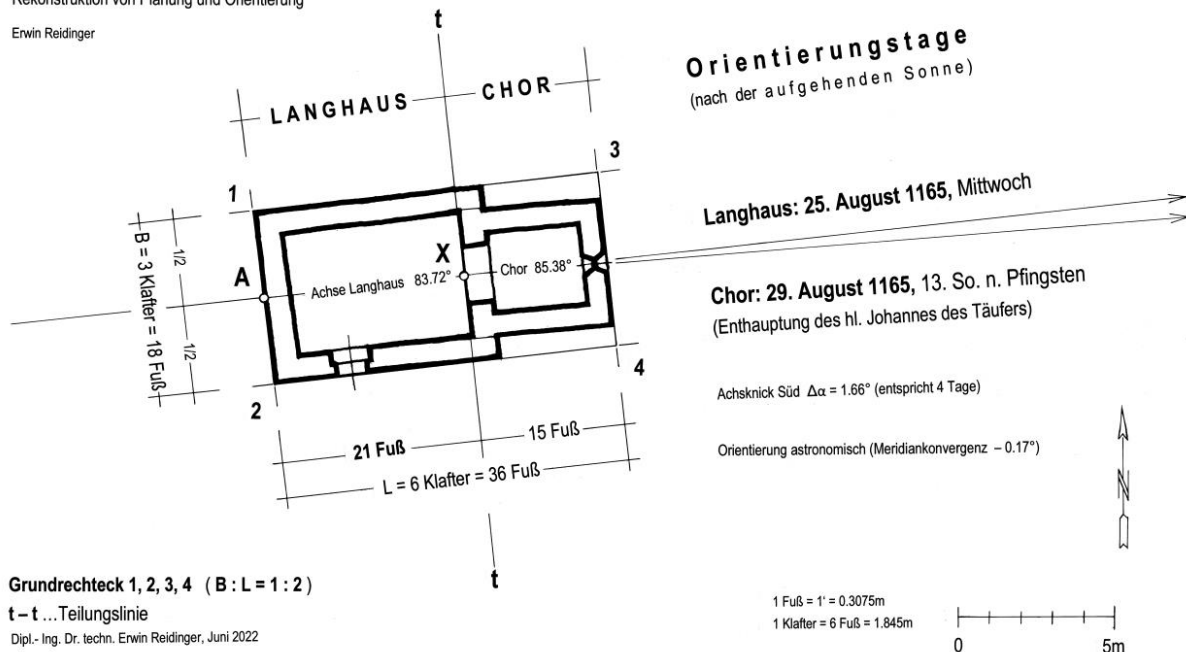 Rekonstruktion von Planung und Orientierung
Erwin Reidinger
t
Orientierungstage
(nach der aufgehenden Sonne)
LANGHAUS
CHOR
3
1
Langhaus: 25. August 1165, Mittwoch
B = 3 Klafter = 18 Fuß
1/2
1/2
A
X
Achse Langhaus 83.72°
Chor 85.38°
Chor: 29. August 1165, 13. So. n. Pfingsten
(Enthauptung des hl. Johannes des Täufers)
4
2
Achsknick Süd Δα = 1.66° (entspricht 4 Tage)
21 Fuß
15 Fuß
L = 6 Klafter = 36 Fuß
Orientierung astronomisch (Meridiankonvergenz – 0.17°)
N
t
Grundrechteck 1, 2, 3, 4 ( B : L = 1 : 2 )
t – t ...Teilungslinie
Dipl.- Ing. Dr. techn. Erwin Reidinger, Juni 2022
1 Fuß = 1' = 0.3075m
1 Klafter = 6 Fuß = 1.845m
0
5m